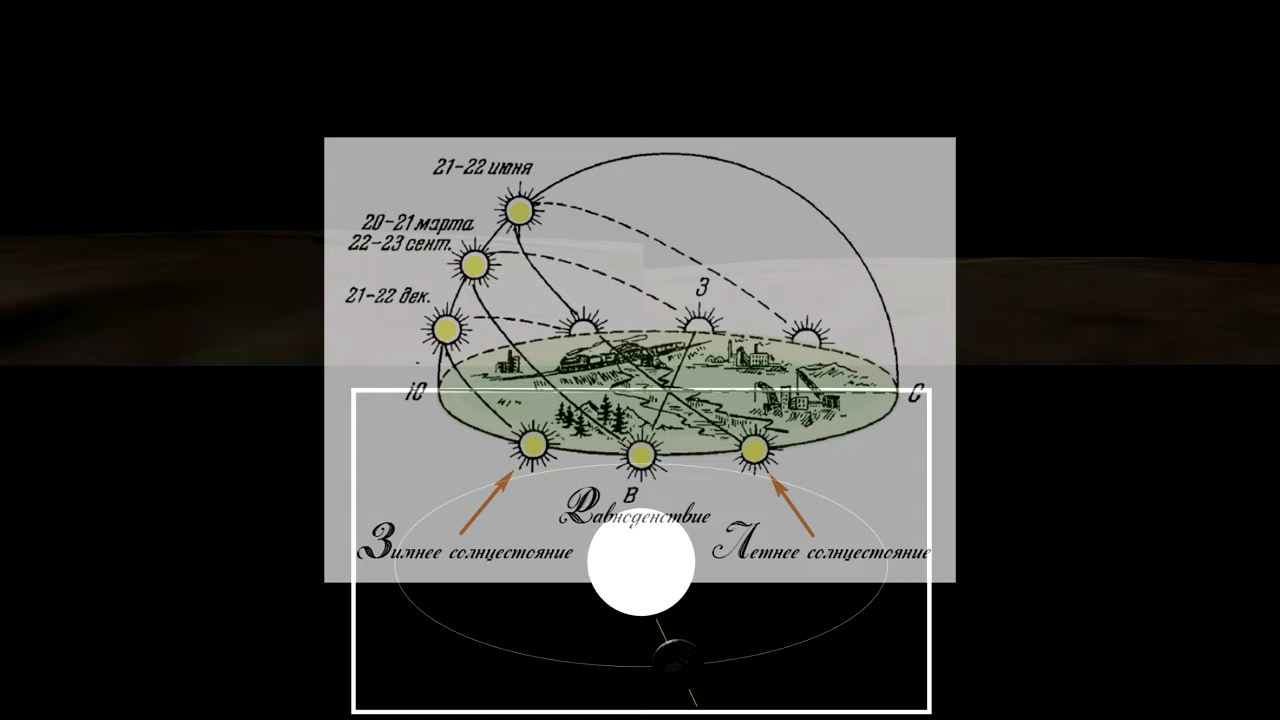 21-22 июня
20-21 марта
22-23 сент.
21-22 дек.
З
Ю
С
В
Равноденствие
Зимнее солнцестояние
Летнее солнцестояние